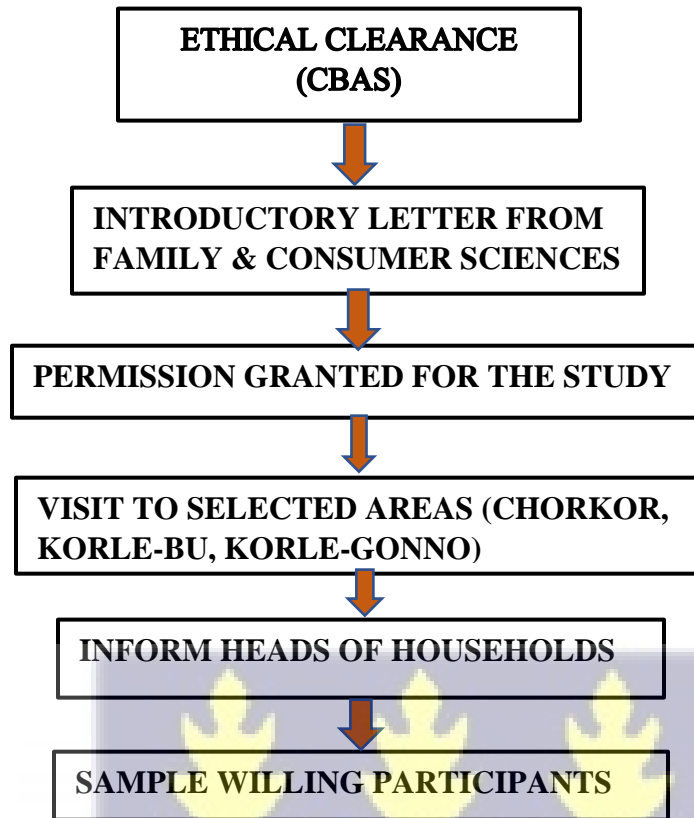 ETHICAL CLEARANCE
(CBAS)
INTRODUCTORY LETTER FROM
FAMILY & CONSUMER SCIENCES
PERMISSION GRANTED FOR THE STUDY
VISIT TO SELECTED AREAS (CHORKOR,
KORLE-BU, KORLE-GONNO)
INFORM HEADS OF HOUSEHOLDS
SAMPLE WILLING PARTICIPANTS